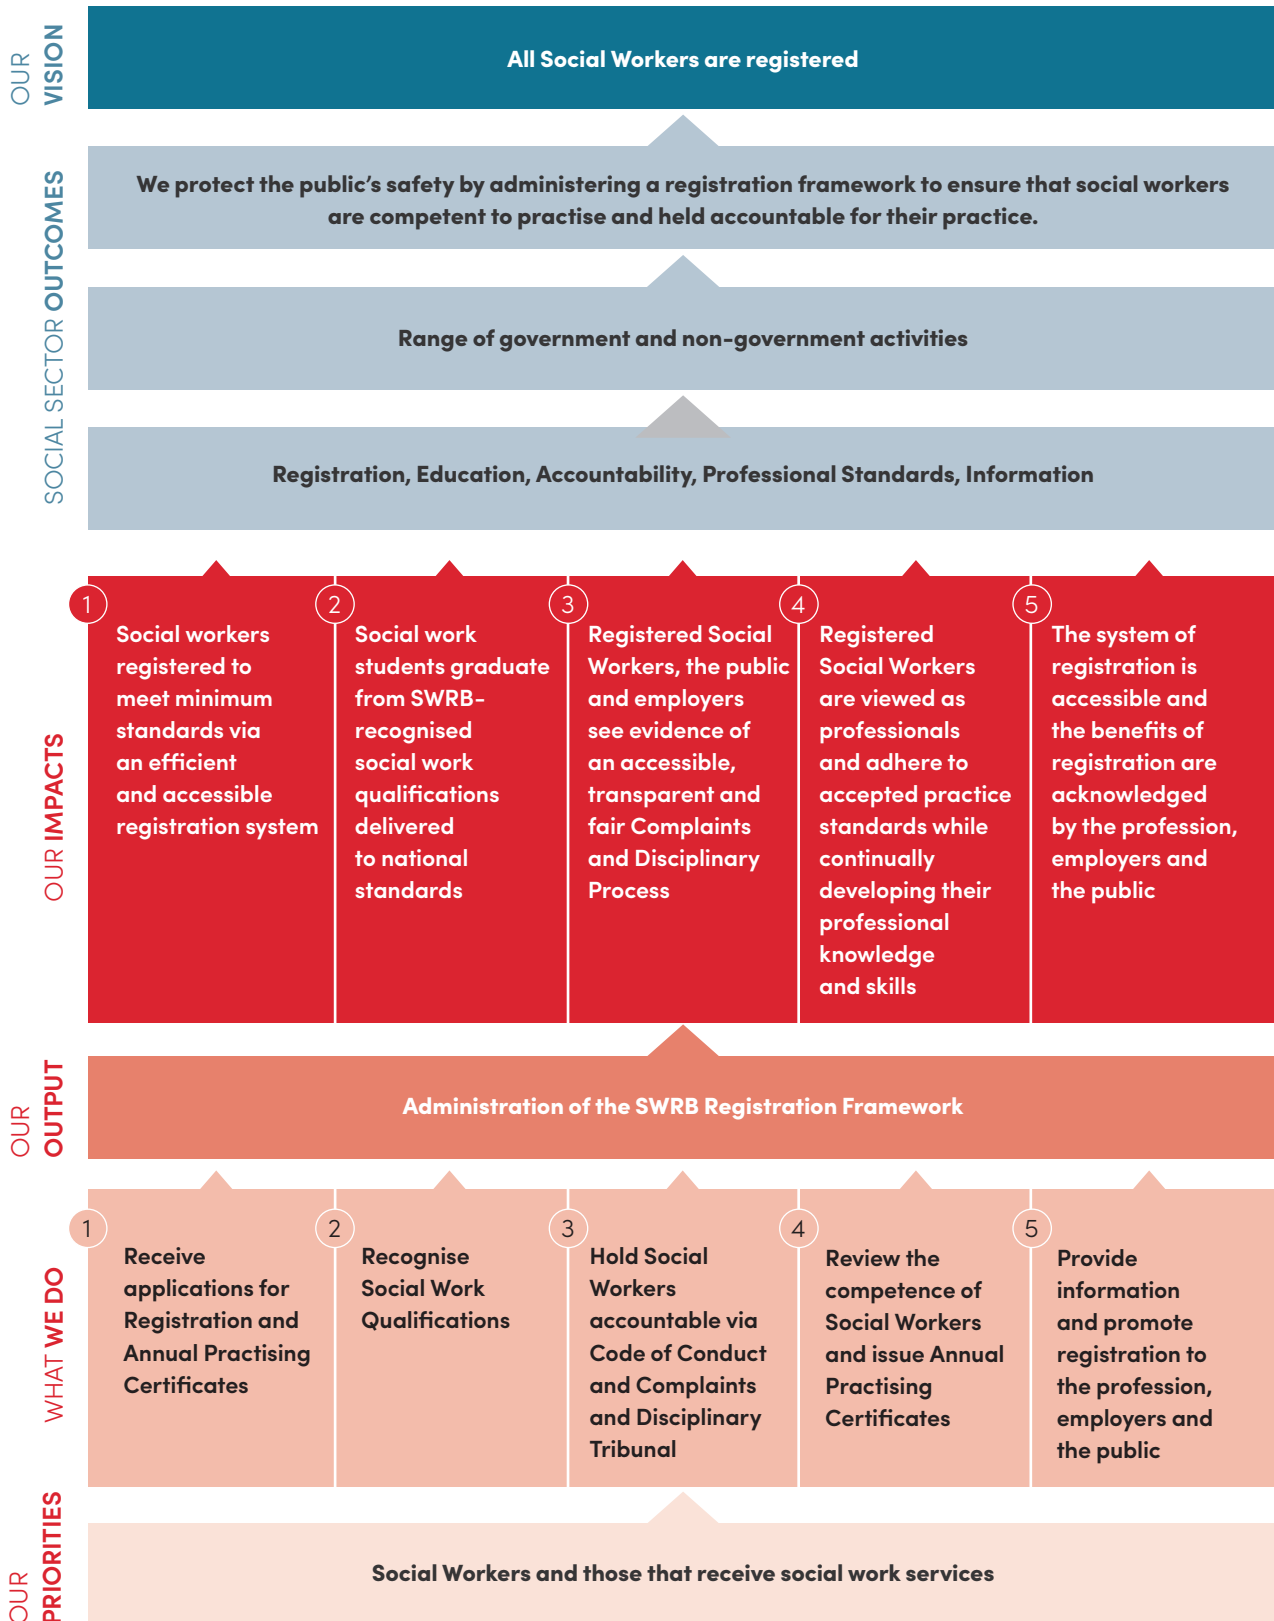 OUR
VISION
All Social Workers are registered
SOCIAL SECTOR OUTCOMES
We protect the public’s safety by administering a registration framework to ensure that social workers
are competent to practise and held accountable for their practice.
Range of government and non-government activities
Registration, Education, Accountability, Professional Standards, Information
OUR IMPACTS
1
Social workers
registered to
meet minimum
standards via
an efficient
and accessible
registration system
2
Social work
students graduate
from SWRB-
recognised
social work
qualifications
delivered
to national
standards
3
Registered Social
Workers, the public
and employers
see evidence of
an accessible,
transparent and
fair Complaints
and Disciplinary
Process
4
Registered
Social Workers
are viewed as
professionals
and adhere to
accepted practice
standards while
continually
developing their
professional
knowledge
and skills
5
The system of
registration is
accessible and
the benefits of
registration are
acknowledged
by the profession,
employers and
the public
OUR
OUTPUT
Administration of the SWRB Registration Framework
WHAT WE DO
1
Receive
applications for
Registration and
Annual Practising
Certificates
2
Recognise
Social Work
Qualifications
3
Hold Social
Workers
accountable via
Code of Conduct
and Complaints
and Disciplinary
Tribunal
4
Review the
competence of
Social Workers
and issue Annual
Practising
Certificates
5
Provide
information
and promote
registration to
the profession,
employers and
the public
OUR
PRIORITIES
Social Workers and those that receive social work services